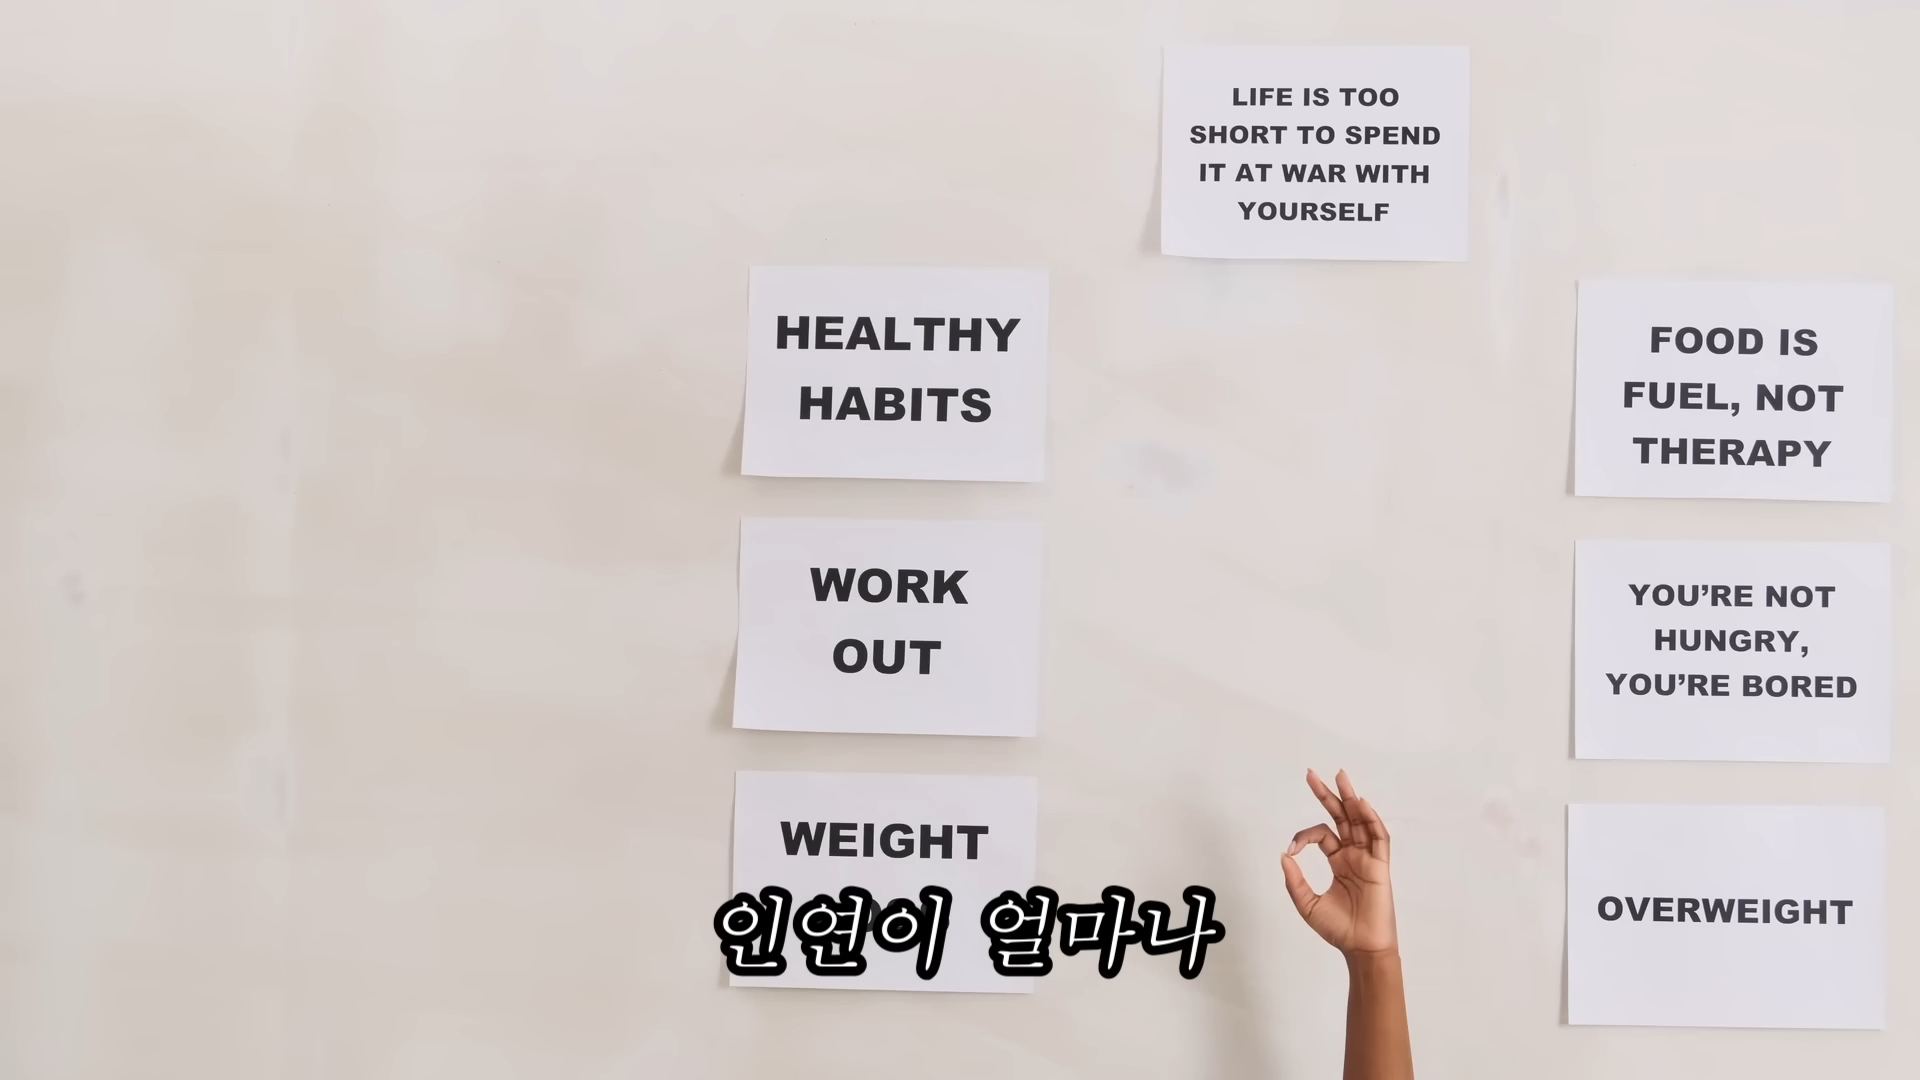 LIFE IS TOO
SHORT TO SPEND
IT AT WAR WITH
YOURSELF
HEALTHY
HABITS
WORK
OUT
WEIGHT
FOOD IS
FUEL, NOT
THERAPY
YOU’RE NOT
HUNGRY,
YOU’RE BORED
OVERWEIGHT
인연이 얼마나